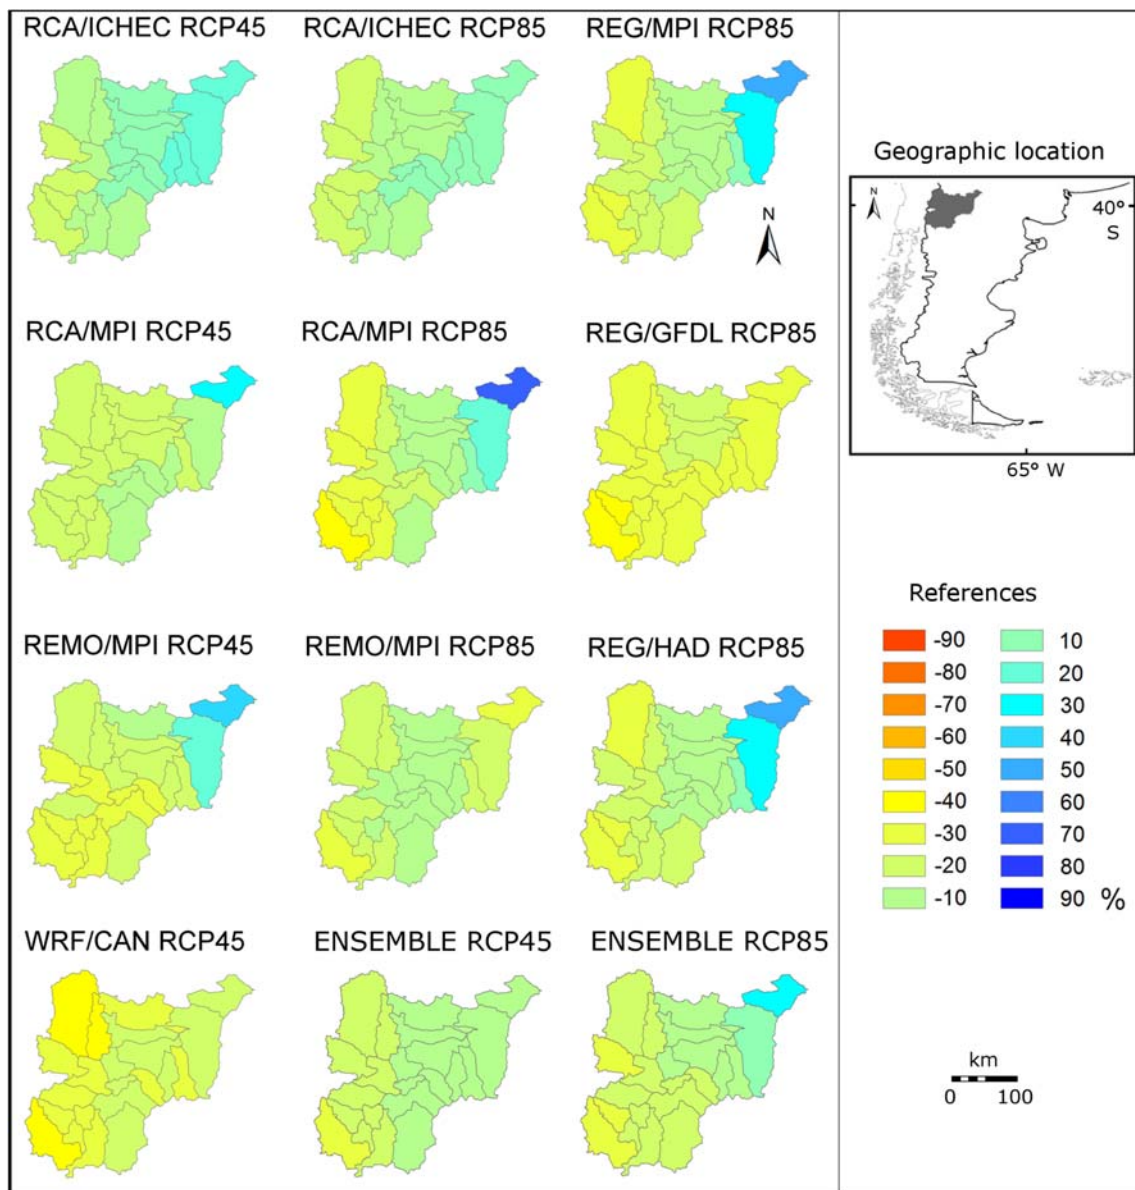 RCA/ICHEC RCP45
RCA/ICHEC RCP85
REG/MPI RCP85
N
RCA/MPI RCP45
RCA/MPI RCP85
REG/GFDL RCP85
REMO/MPI RCP45
REMO/MPI RCP85
REG/HAD RCP85
WRF/CAN RCP45
ENSEMBLE RCP45
ENSEMBLE RCP85
Geographic location
N
40°
S
65° W
References
-90 10
-80 20
-70 30
-60 40
-50 50
-40 60
-30 70
-20 80
-10 90 %
km
0 100